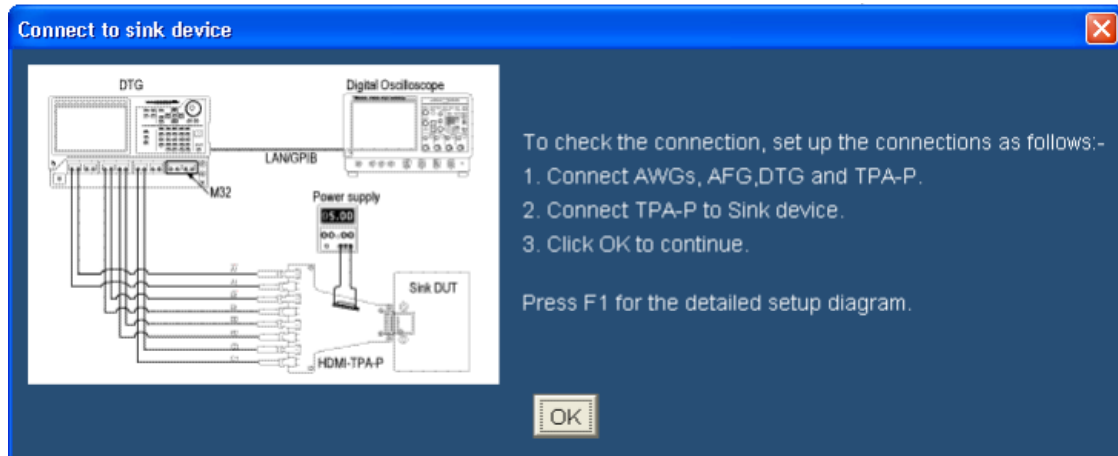 Connect to sink device
DTG
Digital Oscilloscope
LAN/GPIB
M32
Power supply
Sink DUT
HDMI-TPA-P
To check the connection, set up the connections as follows:-
1. Connect AWGs, AFG,DTG and TPA-P.
2. Connect TPA-P to Sink device.
3. Click OK to continue.
Press F1 for the detailed setup diagram.
OK